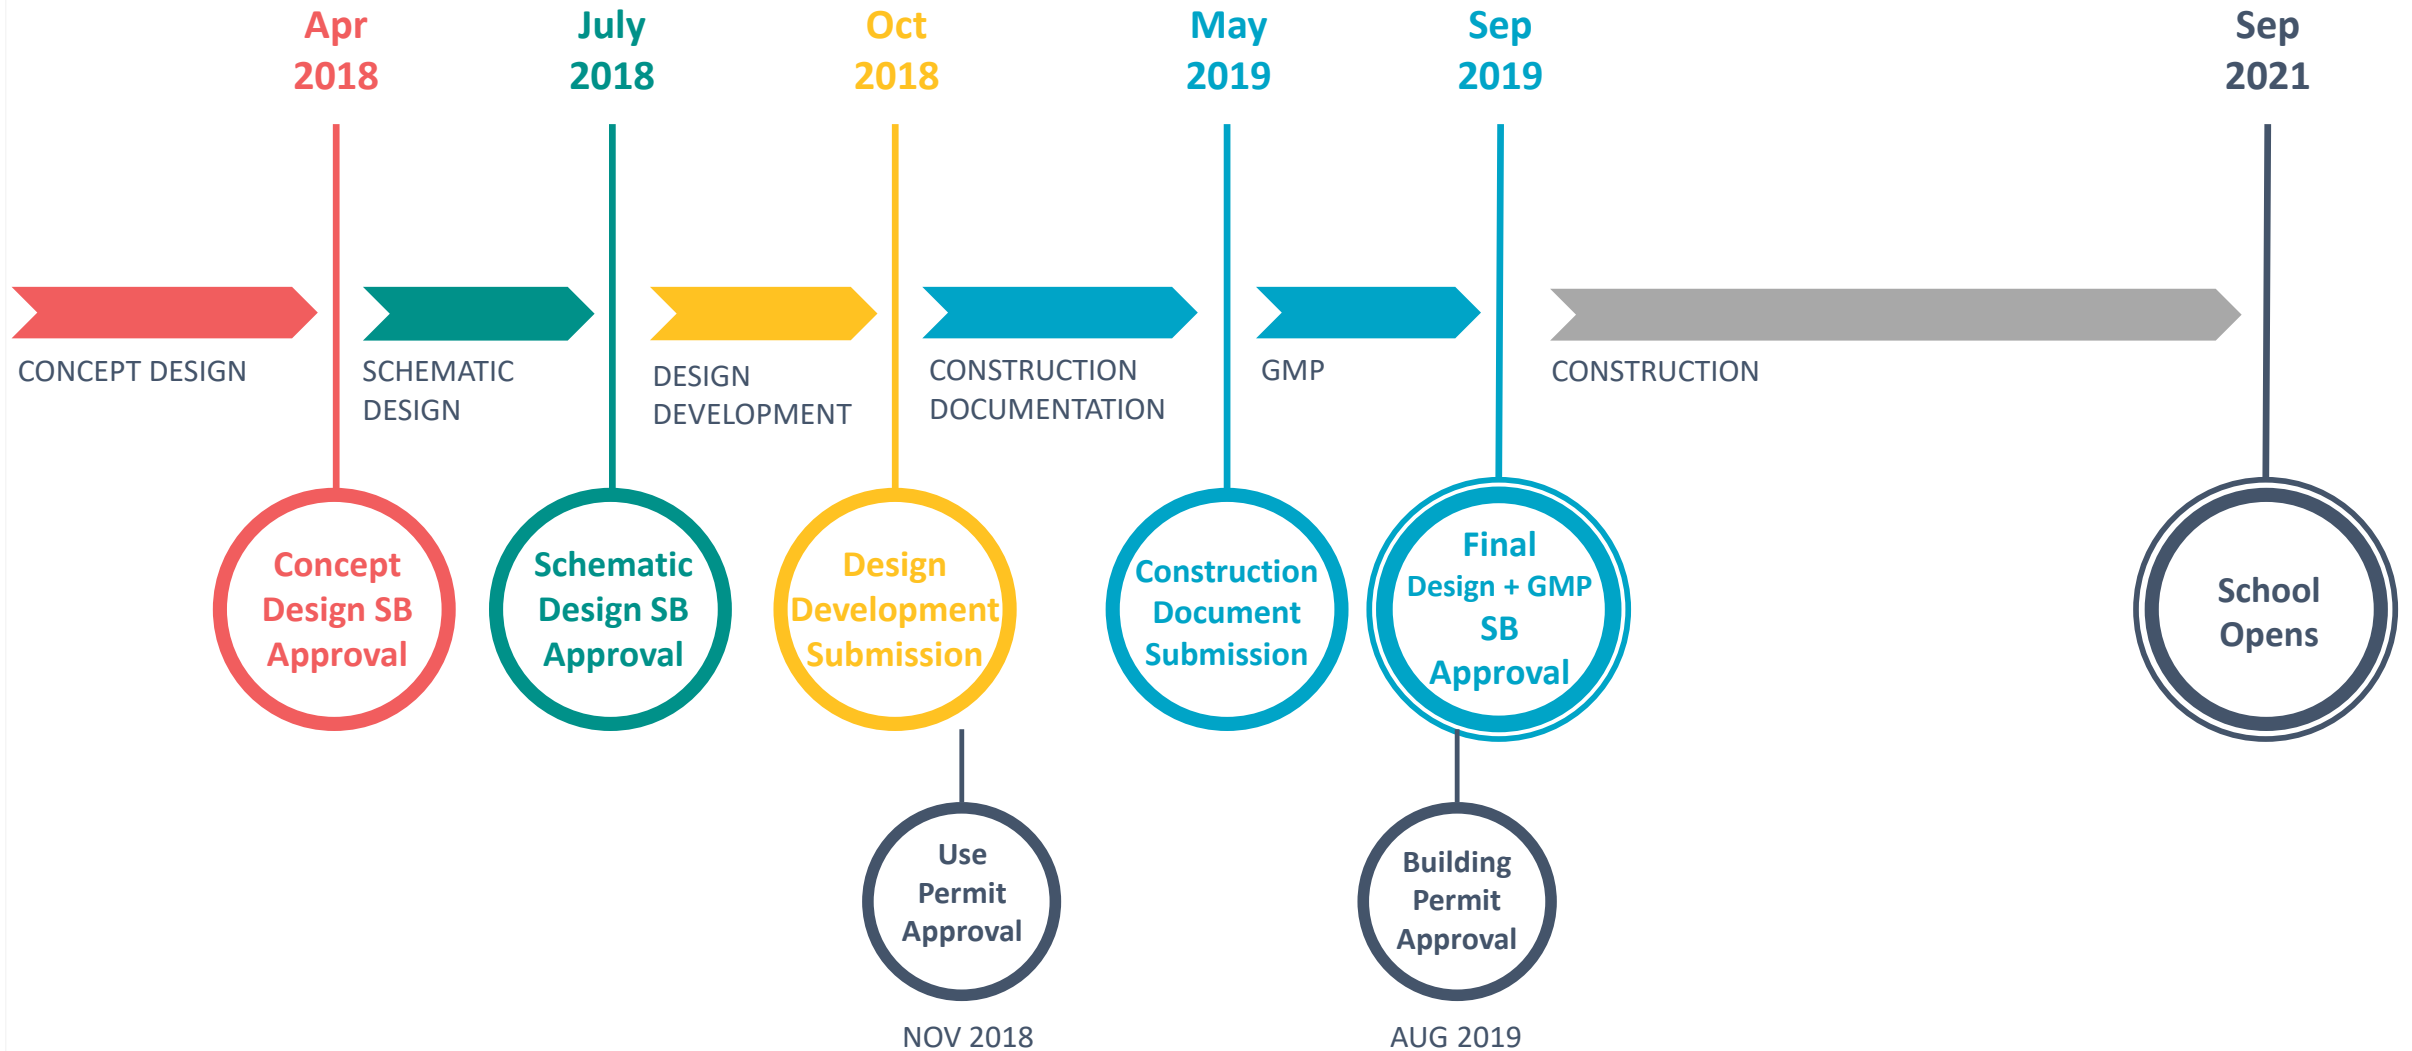 Apr
2018
July
2018
Oct
2018
May
2019
Sep
2019
Sep
2021
CONCEPT DESIGN
SCHEMATIC
DESIGN
DESIGN
DEVELOPMENT
CONSTRUCTION
DOCUMENTATION
GMP
CONSTRUCTION
Concept
Design SB
Approval
Schematic
Design SB
Approval
Design
Development
Submission
Construction
Document
Submission
Final
Design + GMP
SB
Approval
School
Opens
Use
Permit
Approval
Building
Permit
Approval
NOV 2018
AUG 2019